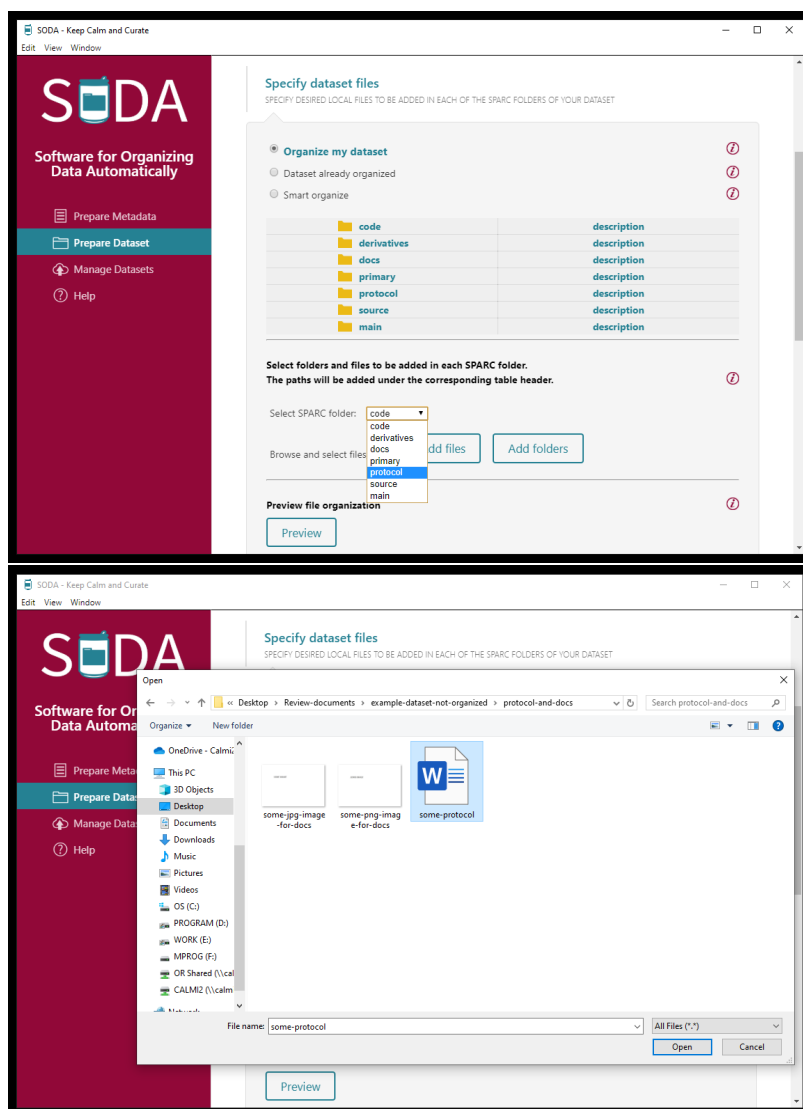 SODA - Keep Calm and Curate
Edit View Window
SODA
Software for Organizing
Data Automatically
Prepare Metadata
Prepare Dataset
Manage Datasets
Help
Specify dataset files
SPECIFY DESIRED LOCAL FILES TO BE ADDED IN EACH OF THE SPARC FOLDERS OF YOUR DATASET
Organize my dataset
Dataset already organized
Smart organize
code description
derivatives description
docs description
primary description
protocol description
source description
main description
Select folders and files to be added in each SPARC folder.
The paths will be added under the corresponding table header.
Select SPARC folder: code
code
derivatives
docs
primary
protocol
source
main
Browse and select files dd files Add folders
Preview file organization
Preview
SODA - Keep Calm and Curate
Edit View Window
SODA
Software for Or
Data Automa
Prepare Meta
Prepare Data
Manage Data
Help
Specify dataset files
SPECIFY DESIRED LOCAL FILES TO BE ADDED IN EACH OF THE SPARC FOLDERS OF YOUR DATASET
Open
« Desktop › Review-documents › example-dataset-not-organized › protocol-and-docs
Search protocol-and-docs
Organize New folder
OneDrive - Calmi2
This PC
3D Objects
Desktop
Documents
Downloads
Music
Pictures
Videos
OS (C:)
PROGRAM (D:)
WORK (E:)
MPROG (F:)
OR Shared (\\cal
CALMI2 (\\calm
Network
some-jpg-image
-for-docs
some-png-imag
e-for-docs
W
some-protocol
File name: some-protocol
All Files (*.*)
Open Cancel
Preview